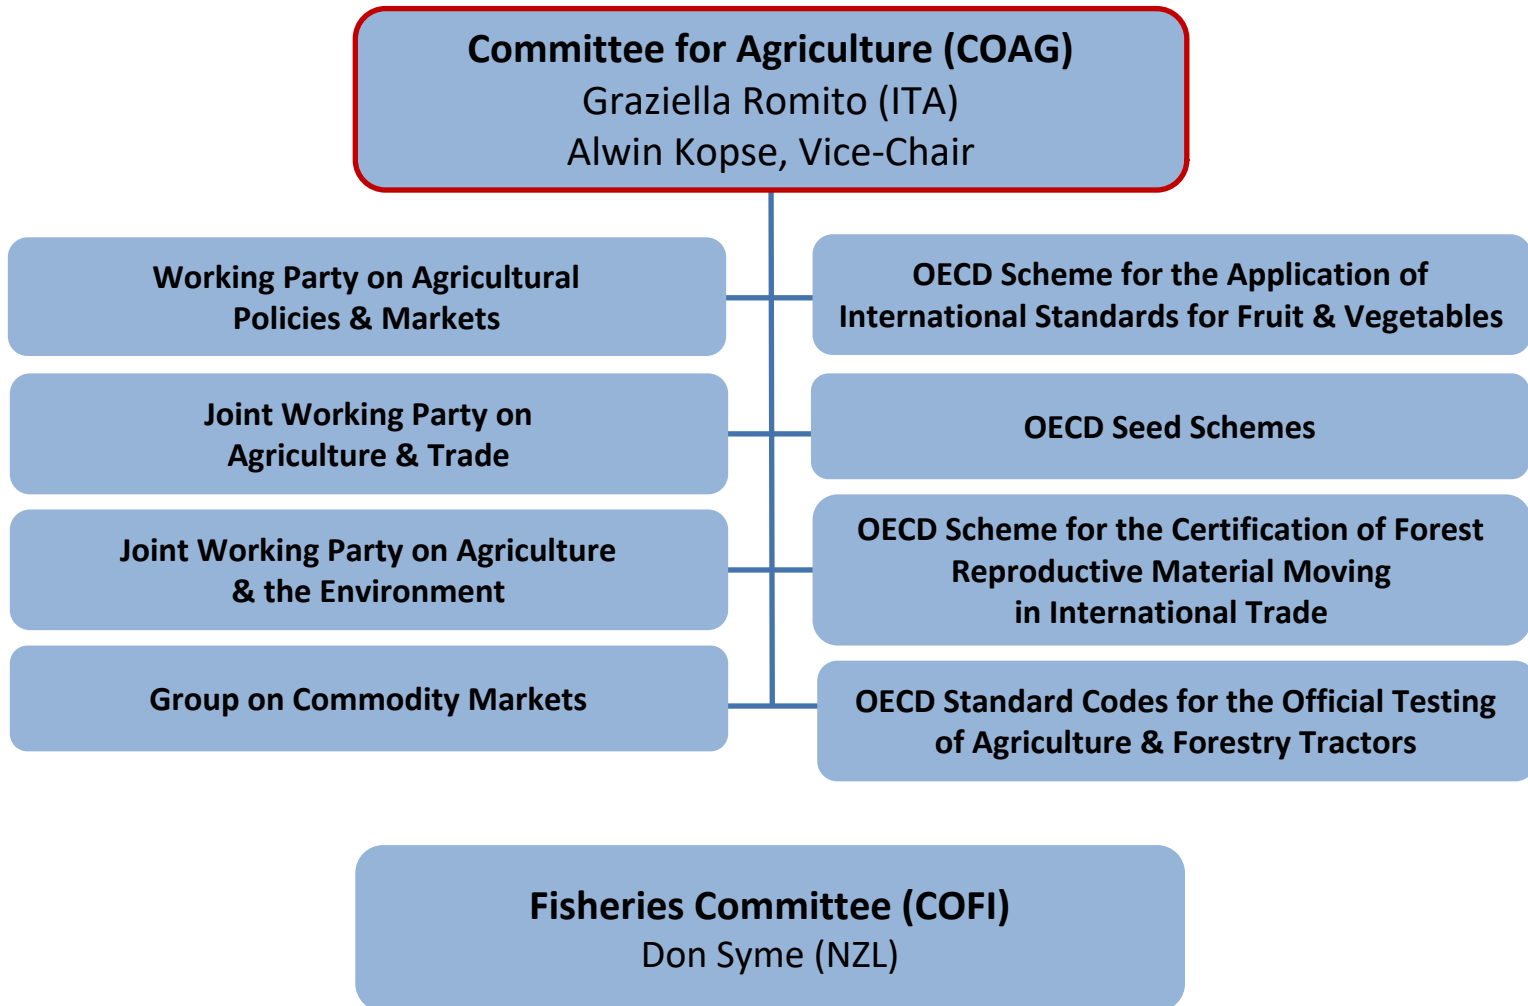 Committee for Agriculture (COAG)
Graziella Romito (ITA)
Alwin Kopse, Vice-Chair
Working Party on Agricultural
Policies & Markets
Joint Working Party on
Agriculture & Trade
Joint Working Party on Agriculture
& the Environment
Group on Commodity Markets
OECD Scheme for the Application of
International Standards for Fruit & Vegetables
OECD Seed Schemes
OECD Scheme for the Certification of Forest
Reproductive Material Moving
in International Trade
OECD Standard Codes for the Official Testing
of Agriculture & Forestry Tractors
Fisheries Committee (COFI)
Don Syme (NZL)